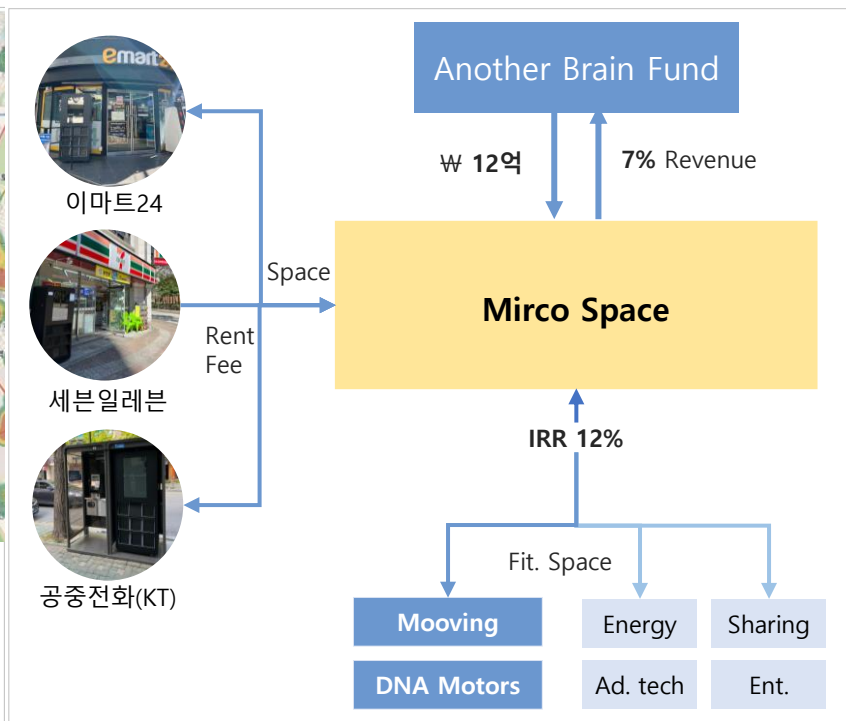 emart2
이마트24
세븐일레븐
공중전화(KT)
Space
Rent
Fee
Another Brain Fund
₩ 12억
7% Revenue
Mirco Space
IRR 12%
Fit. Space
Mooving
Energy
Sharing
DNA Motors
Ad. tech
Ent.